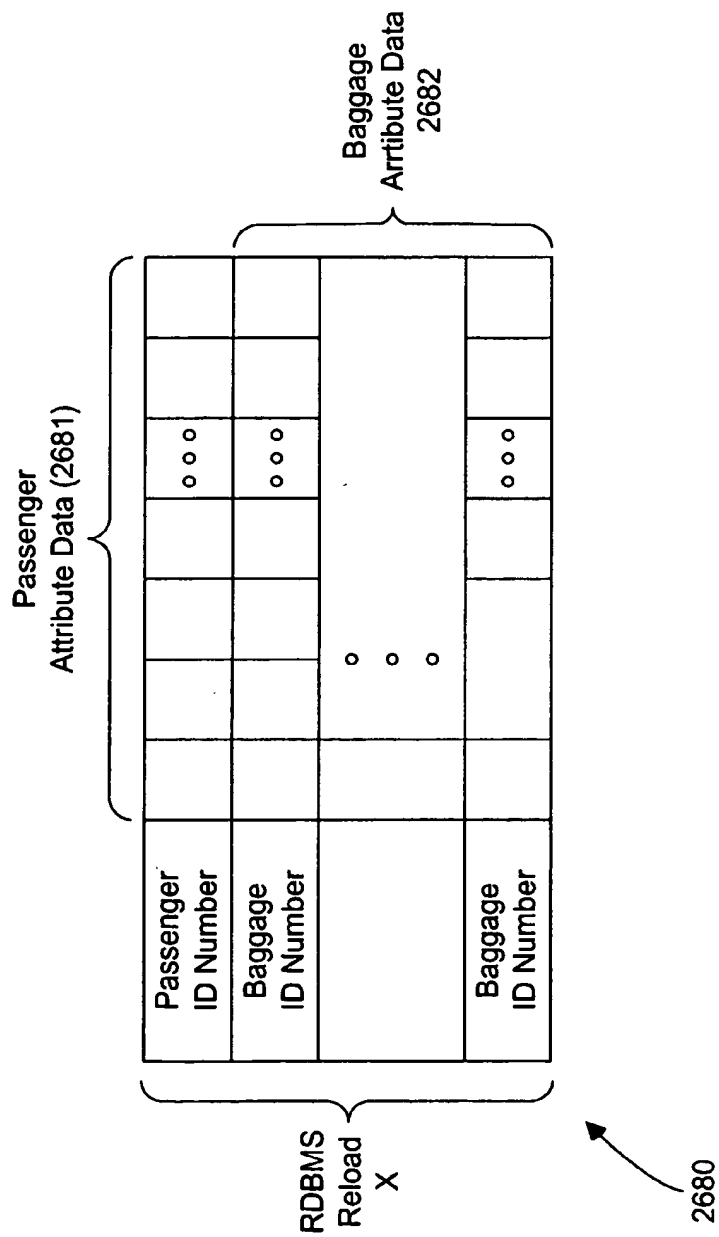 Passenger
Attribute Data (2681)
RDBMS
Reload
X
Passenger
ID Number
Baggage
ID Number
Baggage
ID Number
Baggage
Arrtibute Data
2682
2680